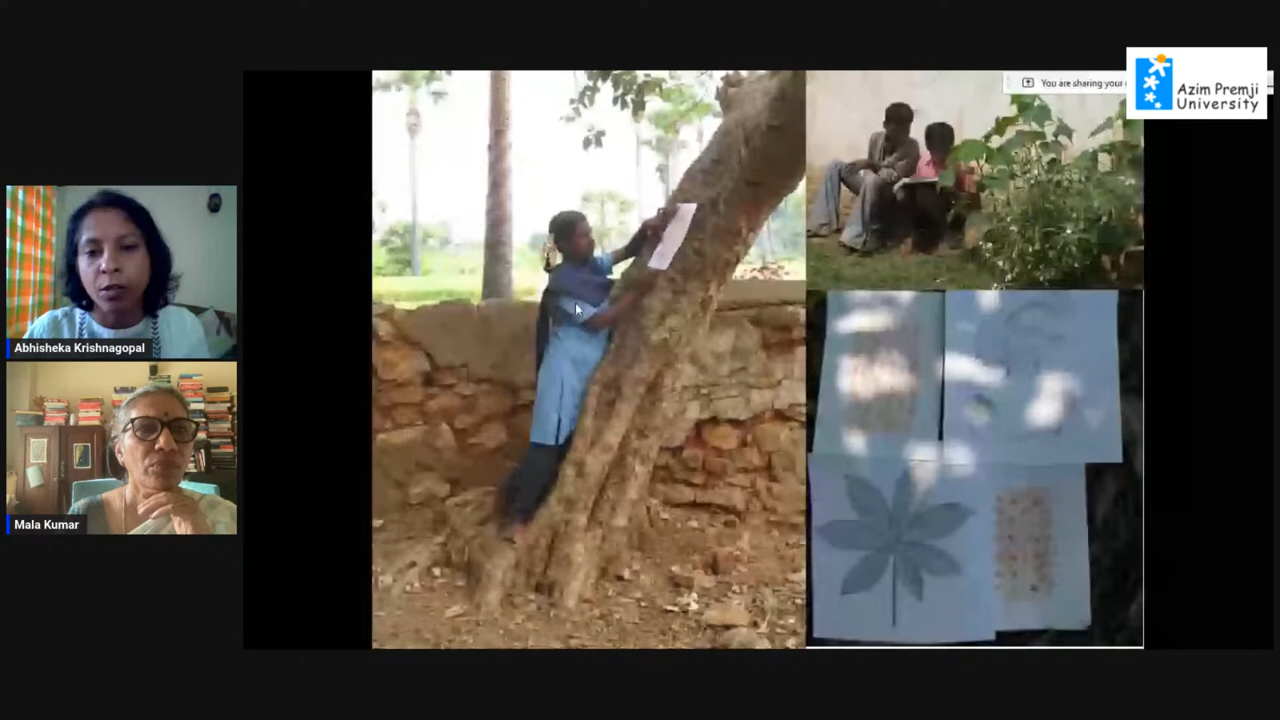 You are sharing your
Azim Premji
University
Abhisheka Krishnagopal
Mala Kumar